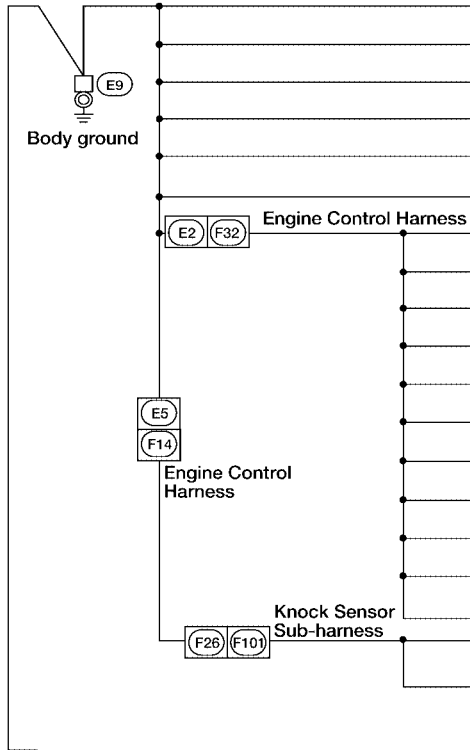 E9
Body ground
Engine Control Harness
E2 F32
E5
F14
Engine Control
Harness
Knock Sensor
Sub-harness
F26 F101